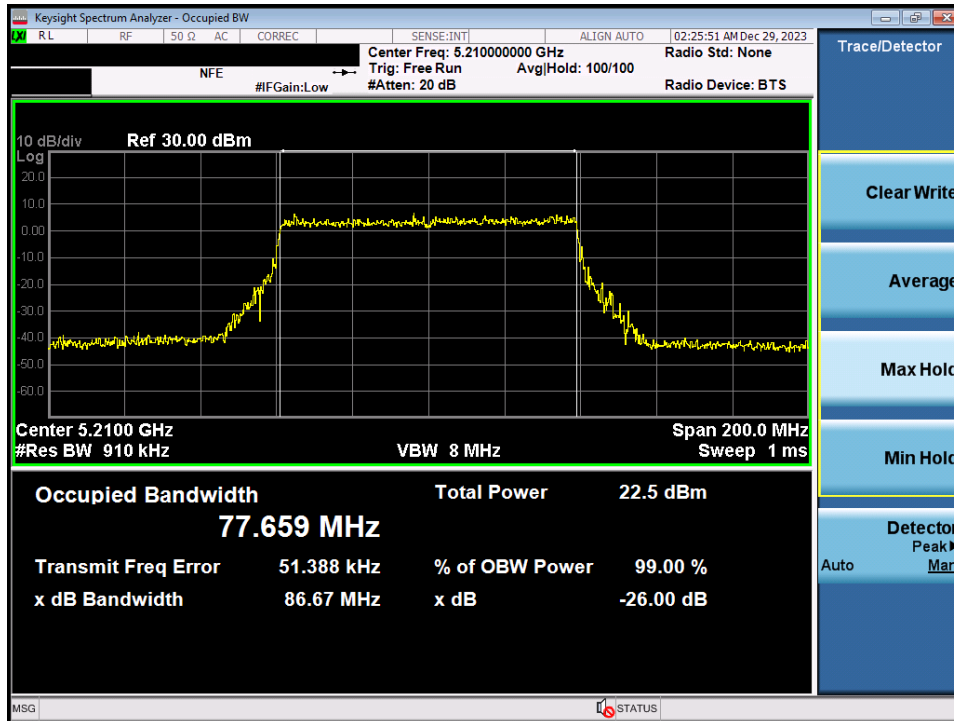 Keysight Spectrum Analyzer - Occupied BW
LXI RL RF 50 Ω AC CORREC SENSE:INT ALIGN AUTO 02:25:51 AM Dec 29, 2023
Center Freq: 5.210000000 GHz Radio Std: None
NFE Trig: Free Run Avg|Hold: 100/100
#IFGain:Low #Atten: 20 dB Radio Device: BTS
10 dB/div Ref 30.00 dBm
Log
20.0
10.0
0.00
-10.0
-20.0
-30.0
-40.0
-50.0
-60.0
Center 5.2100 GHz Span 200.0 MHz
#Res BW 910 kHz VBW 8 MHz Sweep 1 ms
Occupied Bandwidth Total Power 22.5 dBm
77.659 MHz
Transmit Freq Error 51.388 kHz % of OBW Power 99.00 %
x dB Bandwidth 86.67 MHz x dB -26.00 dB
Trace/Detector
Clear Write
Average
Max Hold
Min Hold
Detector
Peak
Auto Man
MSG STATUS